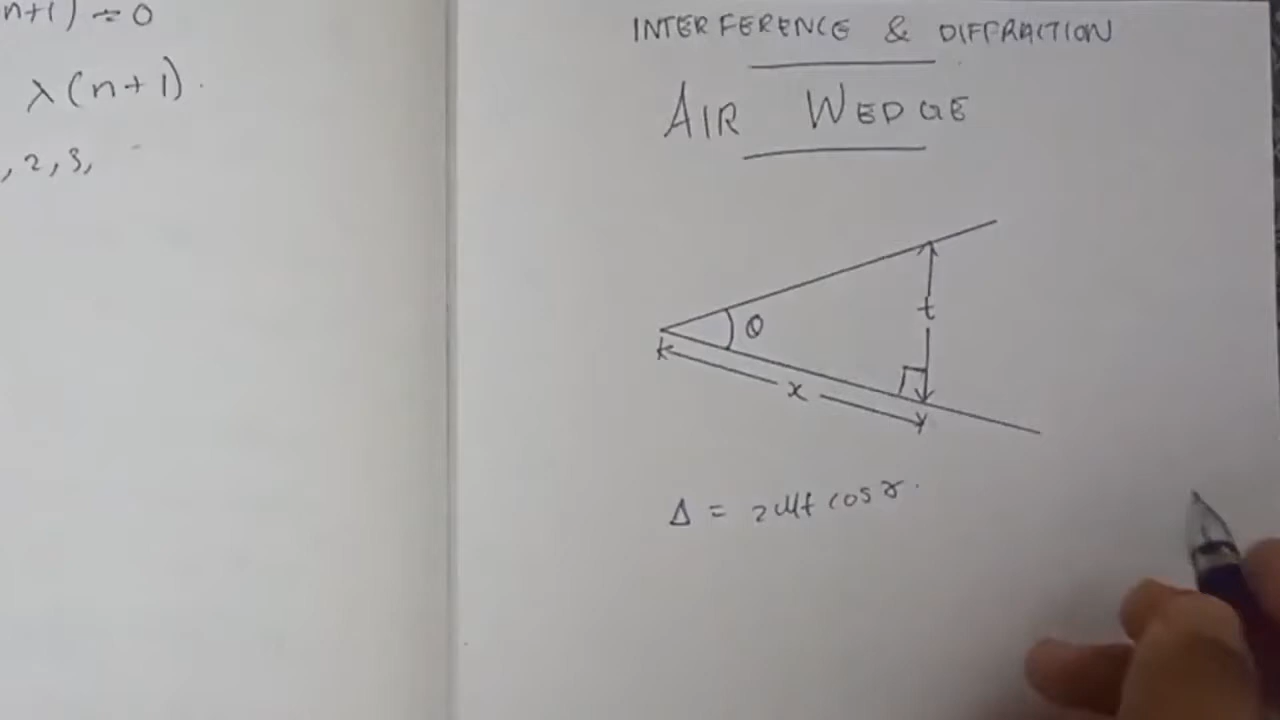 n+1) = 0
λ(n+1).
, 2, 3,
INTERFERENCE & DIFFRACTION
AIR WEDGE
θ
t
x
Δ = 2μt cos r.